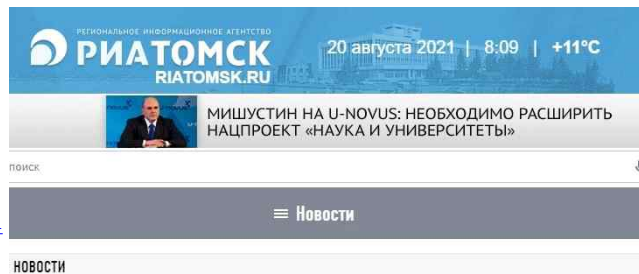 РЕГИОНАЛЬНОЕ ИНФОРМАЦИОННОЕ АГЕНТСТВО
РИАТОМСК
RIATOMSK.RU
20 августа 2021 | 8:09 | +11°C
МИШУСТИН НА U-NOVUS: НЕОБХОДИМО РАСШИРИТЬ
НАЦПРОЕКТ «НАУКА И УНИВЕРСИТЕТЫ»
поиск
Новости
НОВОСТИ